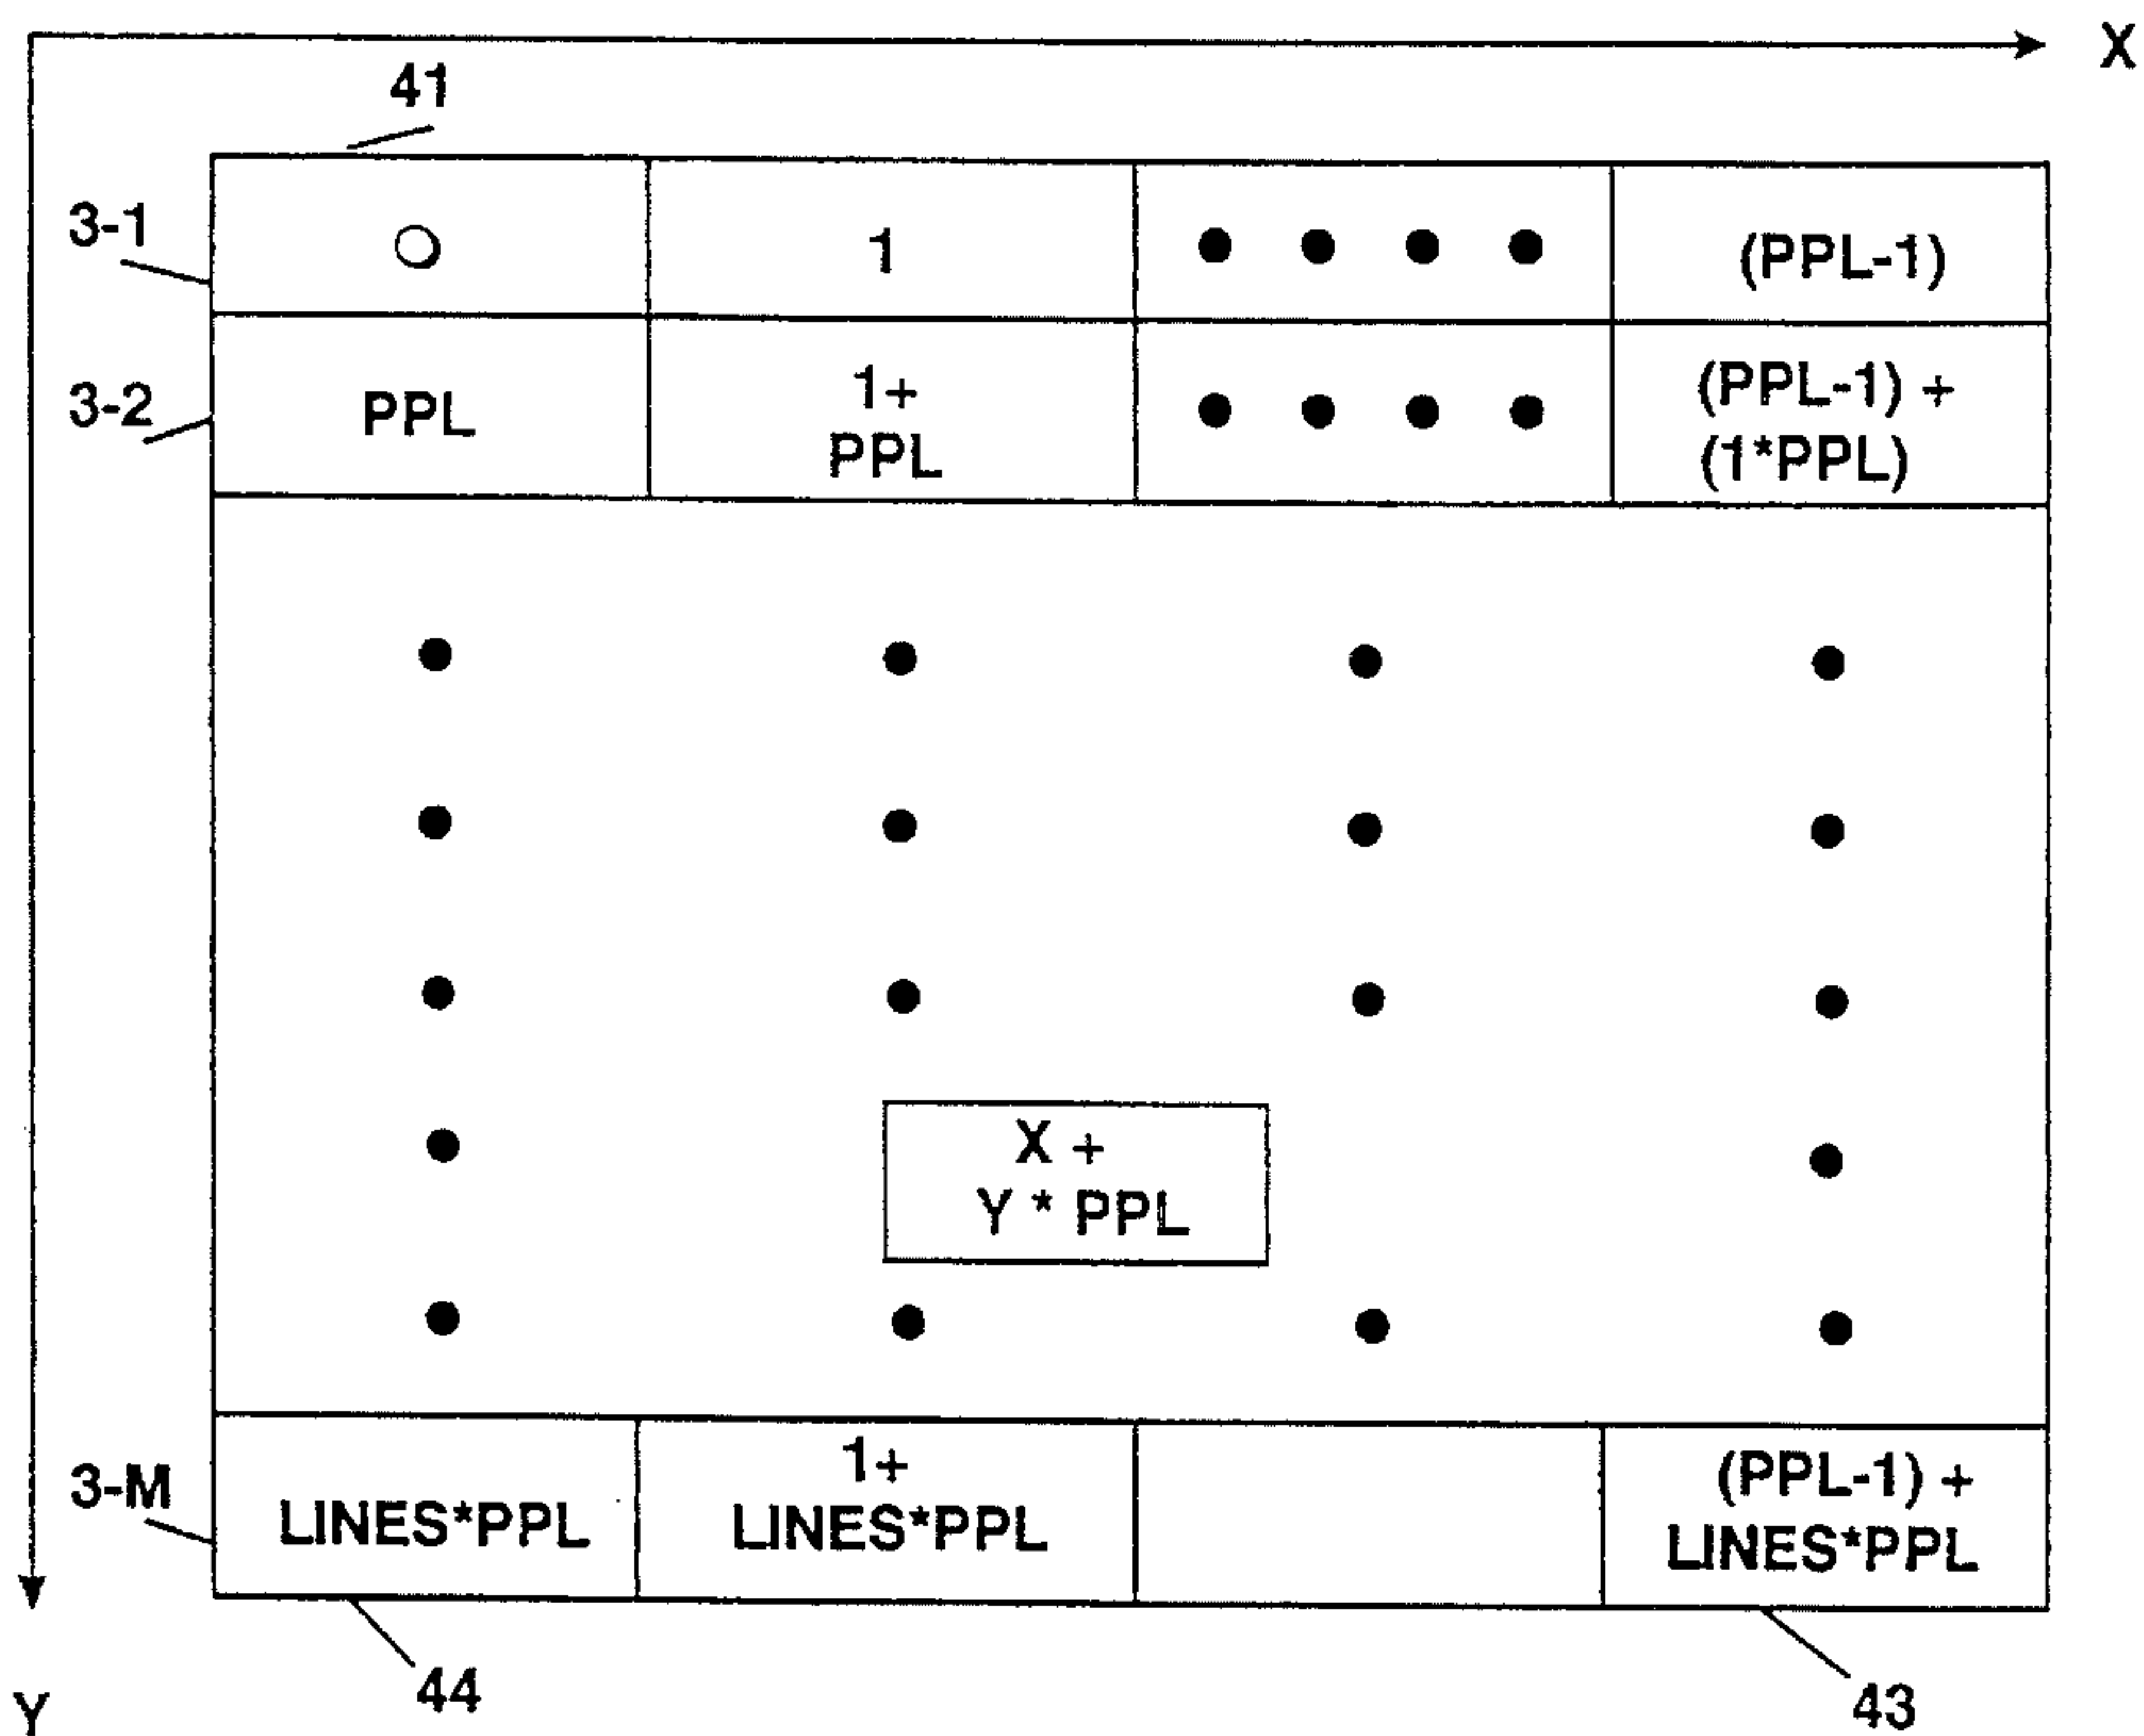 X
41
3-1
0
1
(PPL-1)
3-2
PPL
1+
PPL
(PPL-1) +
(1*PPL)
X +
Y * PPL
3-M
LINES*PPL
1+
LINES*PPL
(PPL-1) +
LINES*PPL
44
43
Y